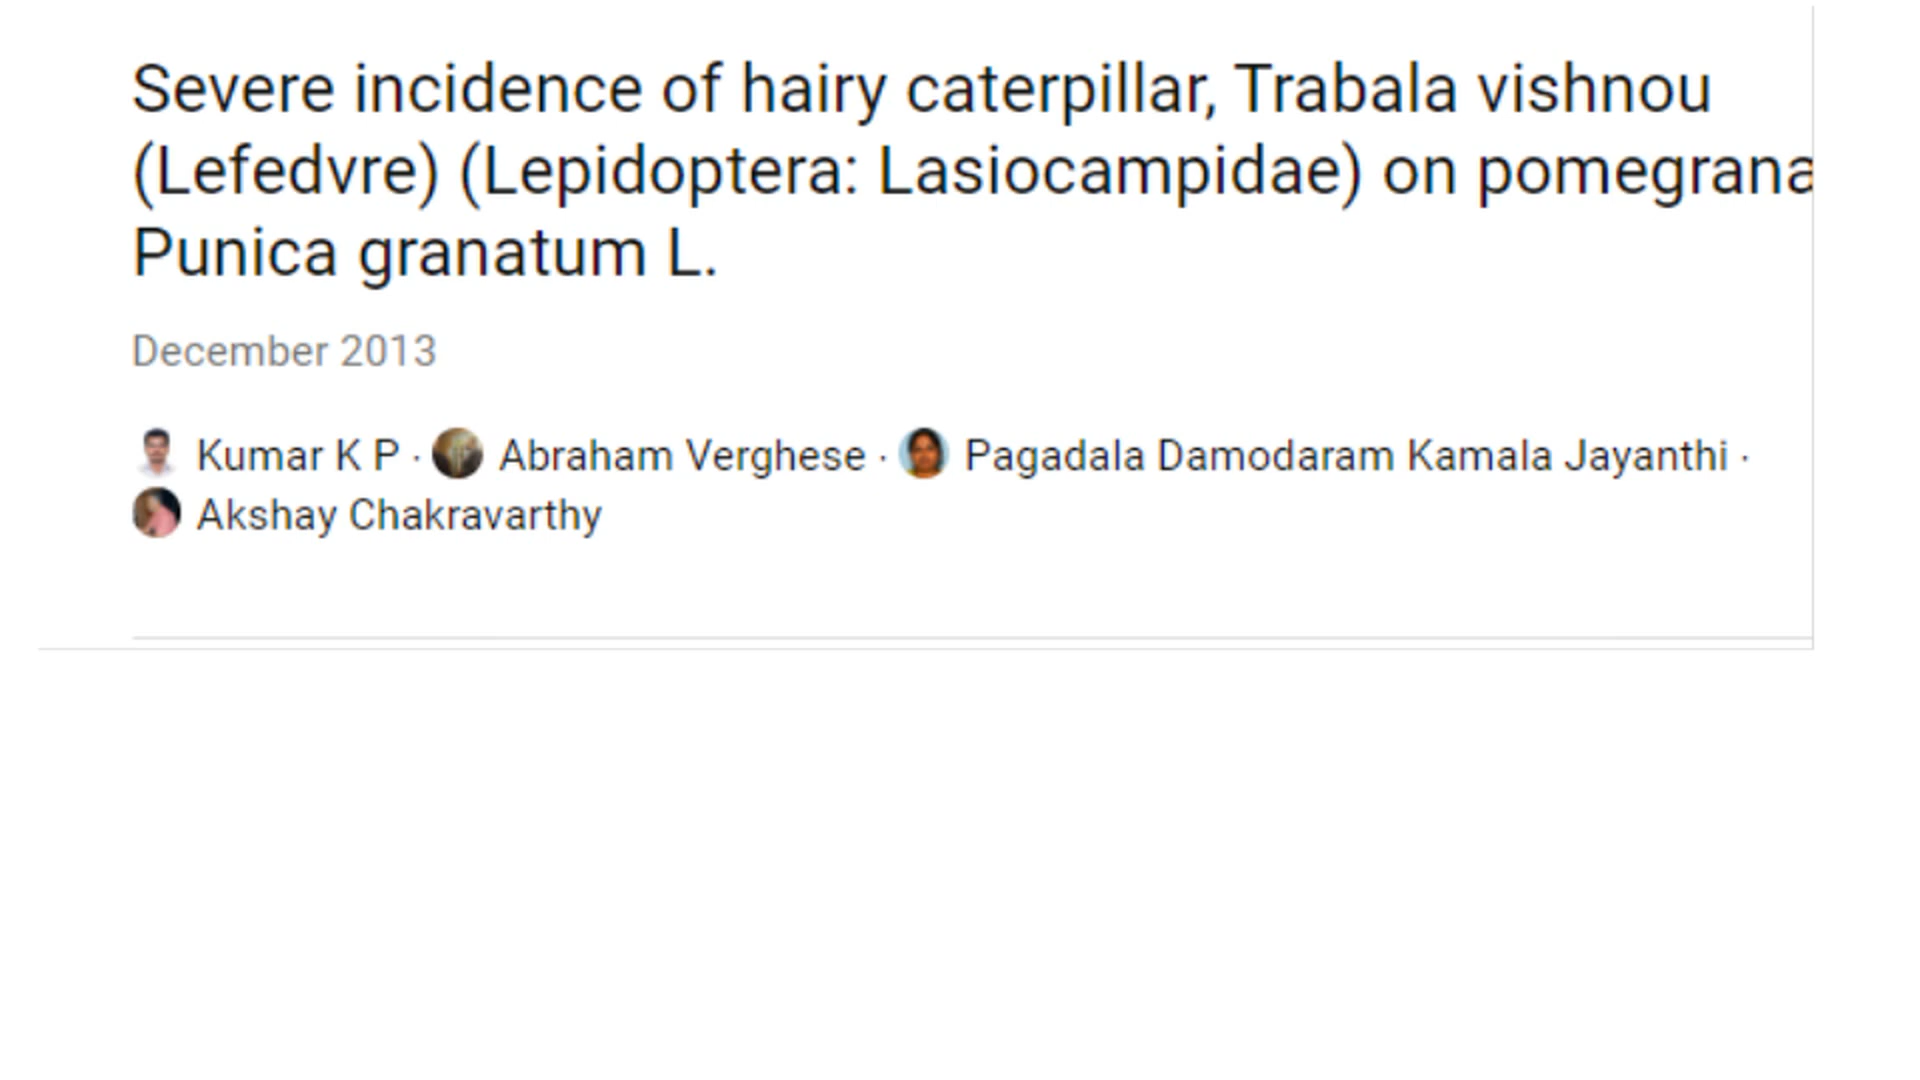 Severe incidence of hairy caterpillar, Trabala vishnou
(Lefedvre) (Lepidoptera: Lasiocampidae) on pomegrana
Punica granatum L.
December 2013
Kumar K P · Abraham Verghese · Pagadala Damodaram Kamala Jayanthi ·
Akshay Chakravarthy